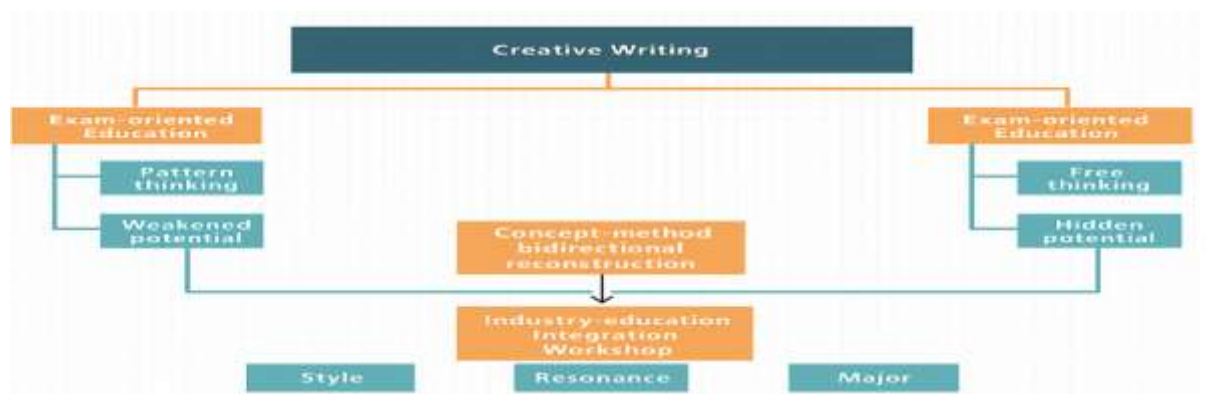 Creative Writing
Exam-oriented
Education
Exam-oriented
Education
Pattern
thinking
Free
thinking
Weakened
potential
Hidden
potential
Concept-method
bidirectional
reconstruction
Industry-education
Integration
Workshop
Style
Resonance
Major